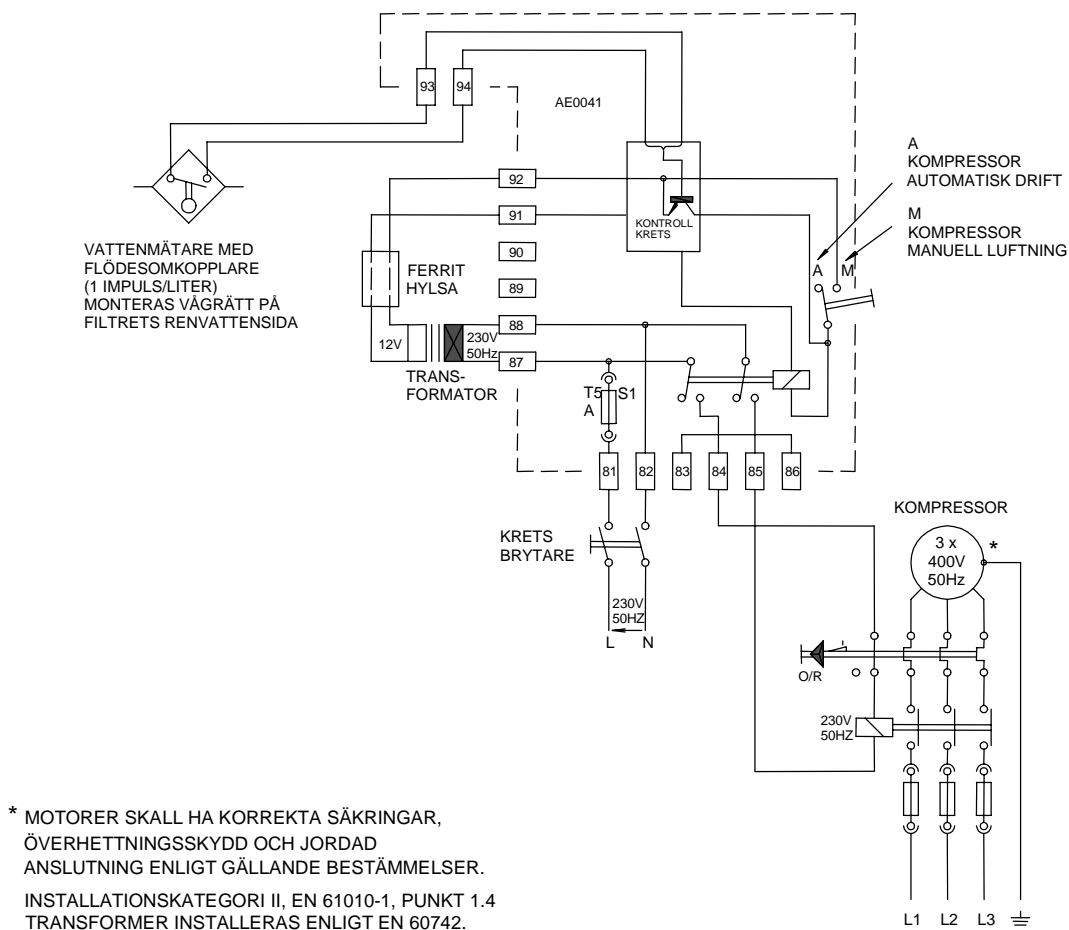 93
94
AE0041
A
KOMPRESSOR
AUTOMATISK DRIFT
M
KOMPRESSOR
MANUELL LUFTNING
92
91
90
89
88
87
KONTROLL
KRETS
A
M
VATTENMÄTARE MED
FLÖDESOMKOPPLARE
(1 IMPULS/LITER)
MONTERAS VÅGRÄTT PÅ
FILTRETS RENVATTENSIDA
FERRIT
HYLSA
12V
230V
50Hz
TRANS-
FORMATOR
T5
A
S1
81
82
83
84
85
86
KRETS
BRYTARE
230V
50HZ
L
N
KOMPRESSOR
3 x
400V
50Hz
*
O/R
230V
50HZ
L1
L2
L3
* MOTORER SKALL HA KORREKTA SÄKRINGAR,
ÖVERHETTNINGSSKYDD OCH JORDAD
ANSLUTNING ENLIGT GÄLLANDE BESTÄMMELSER.
INSTALLATIONSKATEGORI II, EN 61010-1, PUNKT 1.4
TRANSFORMER INSTALLERAS ENLIGT EN 60742.